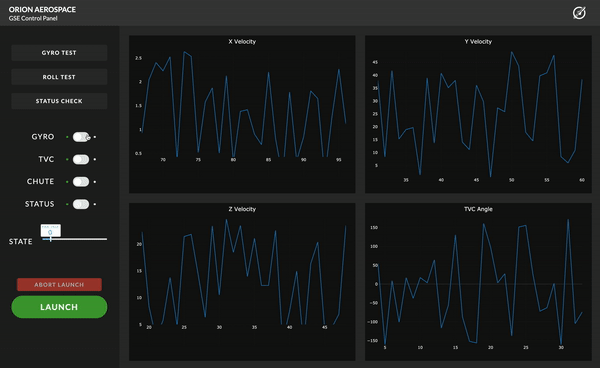 ORION AEROSPACE
GSE Control Panel
GYRO TEST
ROLL TEST
STATUS CHECK
GYRO
TVC
CHUTE
STATUS
STATE
0
ABORT LAUNCH
LAUNCH
X Velocity
2.5
2
1.5
1
0.5
70 75 80 85 90 95
Y Velocity
45
40
35
30
25
20
15
10
5
35 40 45 50 55 60
Z Velocity
20
15
10
5
20 25 30 35 40 45
TVC Angle
150
100
50
0
−50
−100
−150
5 10 15 20 25 30